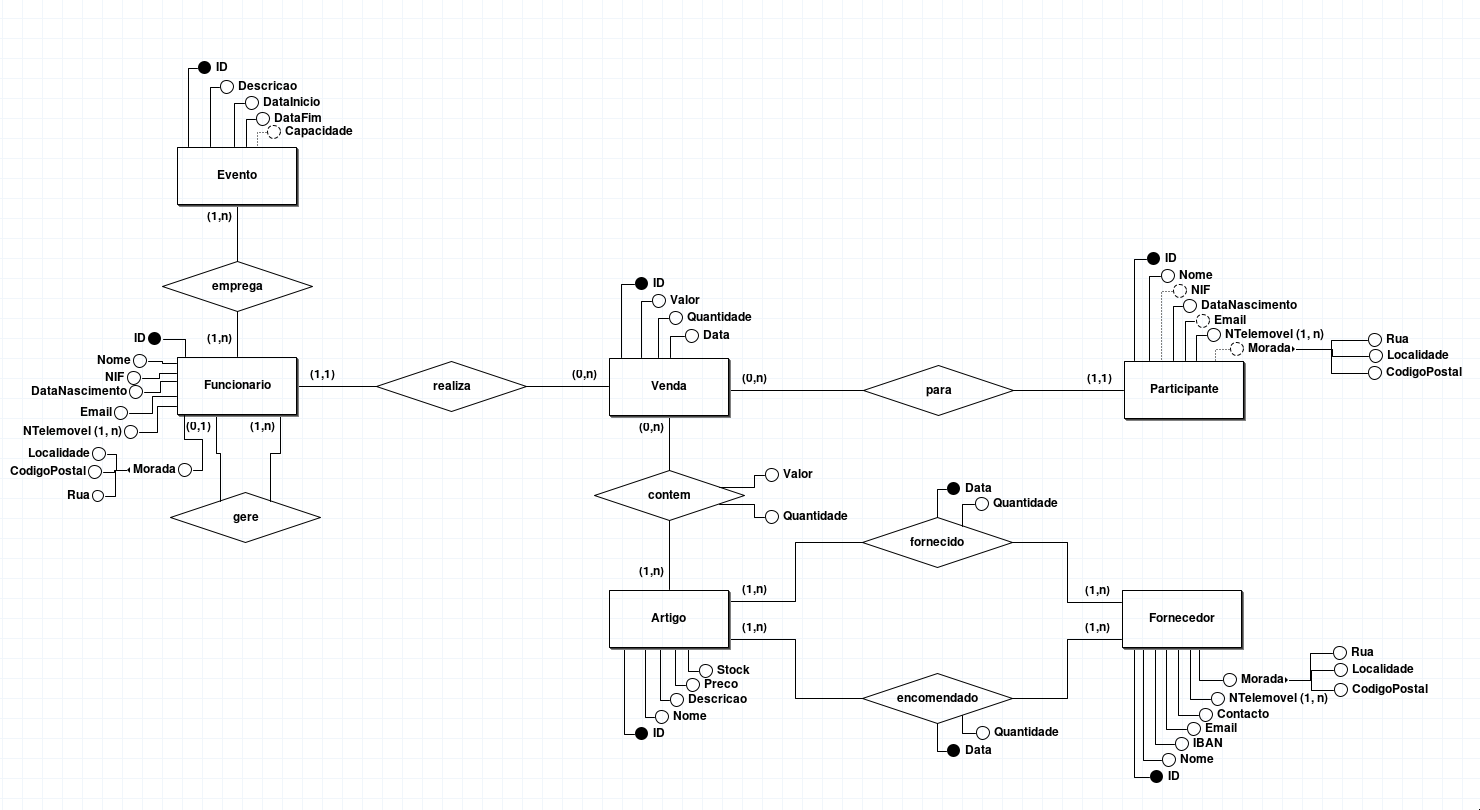 ID
Descricao
DataInicio
DataFim
Capacidade
Evento
(1,n)
emprega
(1,n)
ID
Nome
NIF
DataNascimento
Email
NTelemovel (1, n)
Funcionario
(0,1)
(1,n)
Localidade
CodigoPostal
Rua
Morada
gere
(1,1)
realiza
(0,n)
ID
Valor
Quantidade
Data
Venda
(0,n)
para
(1,1)
ID
Nome
NIF
DataNascimento
Email
NTelemovel (1, n)
Morada
Rua
Localidade
CodigoPostal
Participante
(0,n)
contem
Valor
Quantidade
(1,n)
Artigo
(1,n)
(1,n)
Stock
Preco
Descricao
Nome
ID
Data
Quantidade
fornecido
(1,n)
encomendado
Quantidade
Data
(1,n)
Fornecedor
Morada
Rua
Localidade
CodigoPostal
NTelemovel (1, n)
Contacto
Email
IBAN
Nome
ID